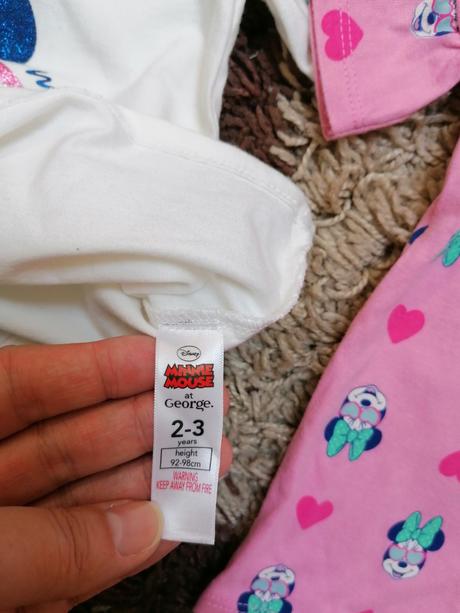 Disney
MINNIE
MOUSE
at
George.
2-3
years
height
92-98cm
WARNING
KEEP AWAY FROM FIRE